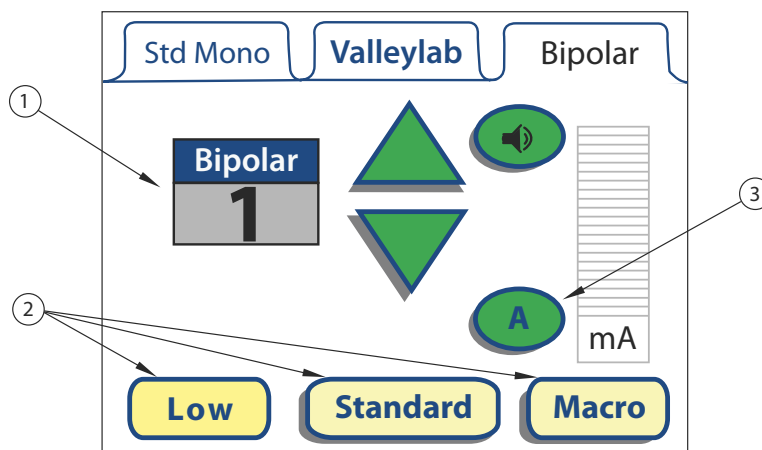 Std Mono Valleylab Bipolar
1
Bipolar
1
3
A
2
mA
Low Standard Macro